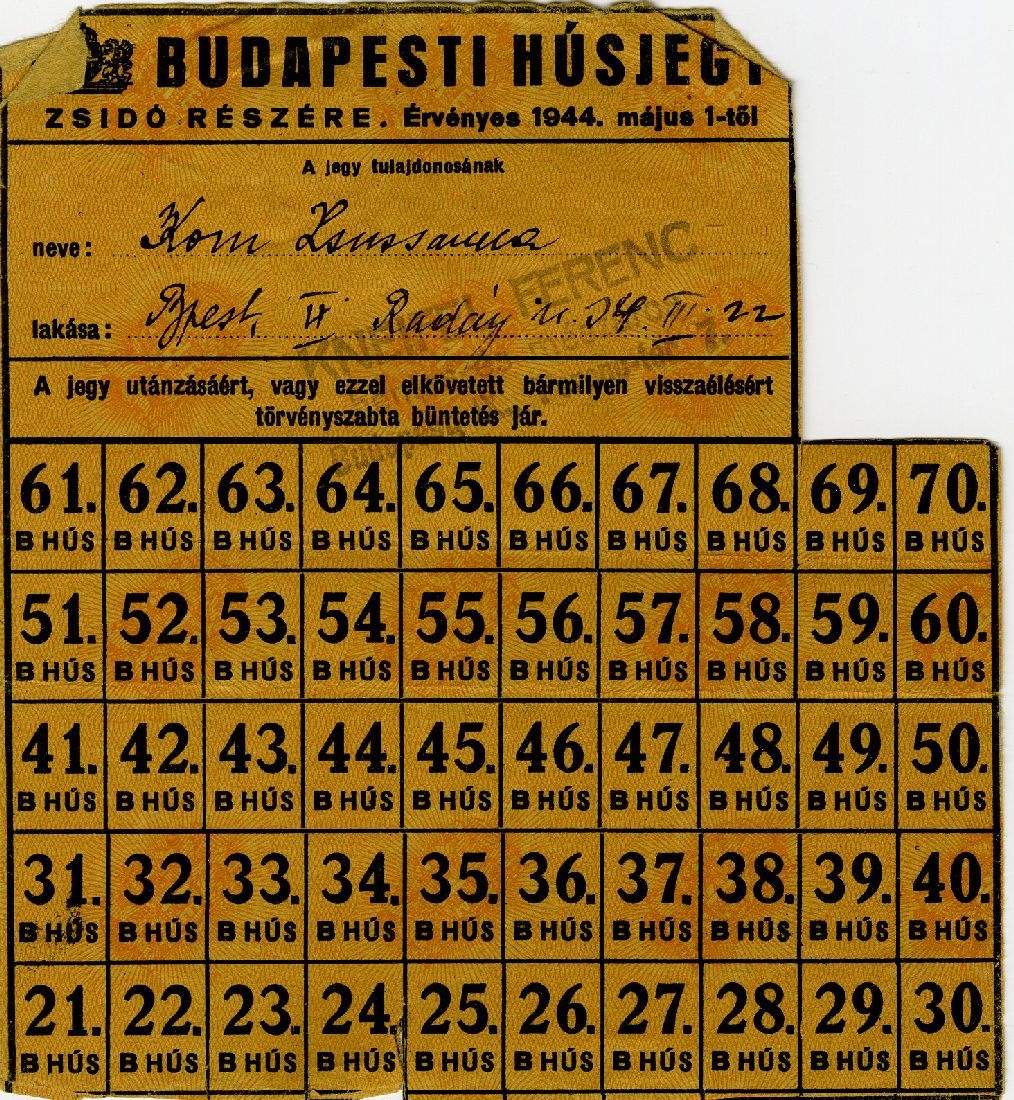 BUDAPESTI HÚSJEGY
ZSIDÓ RÉSZÉRE. Érvényes 1944. május 1-től
A jegy tulajdonosának
neve: Korn Zsuzsanna
lakása: Bpest, Ráday u. 34 III. 22
KNITTL FERENC
A jegy utánzásáért, vagy ezzel elkövetett bármilyen visszaélésért
törvényszabta büntetés jár.
61. 62. 63. 64. 65. 66. 67. 68. 69. 70.
B HÚS B HÚS B HÚS B HÚS B HÚS B HÚS B HÚS B HÚS B HÚS B HÚS
51. 52. 53. 54. 55. 56. 57. 58. 59. 60.
B HÚS B HÚS B HÚS B HÚS B HÚS B HÚS B HÚS B HÚS B HÚS B HÚS
41. 42. 43. 44. 45. 46. 47. 48. 49. 50.
B HÚS B HÚS B HÚS B HÚS B HÚS B HÚS B HÚS B HÚS B HÚS B HÚS
31. 32. 33. 34. 35. 36. 37. 38. 39. 40.
B HÚS B HÚS B HÚS B HÚS B HÚS B HÚS B HÚS B HÚS B HÚS B HÚS
21. 22. 23. 24. 25. 26. 27. 28. 29. 30.
B HÚS B HÚS B HÚS B HÚS B HÚS B HÚS B HÚS B HÚS B HÚS B HÚS